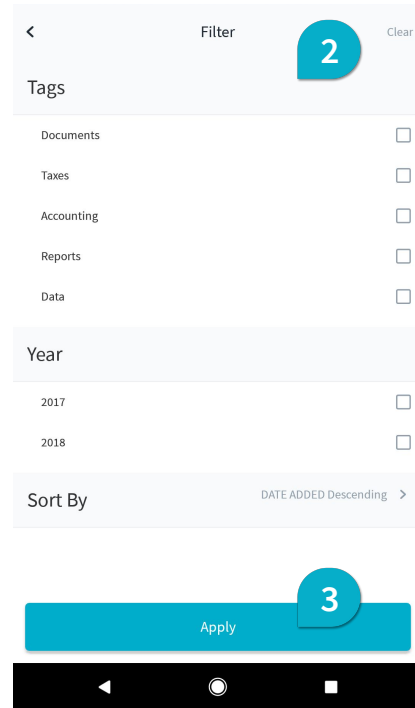 Filter
2
Clear
Tags
Documents
Taxes
Accounting
Reports
Data
Year
2017
2018
Sort By
DATE ADDED Descending
3
Apply